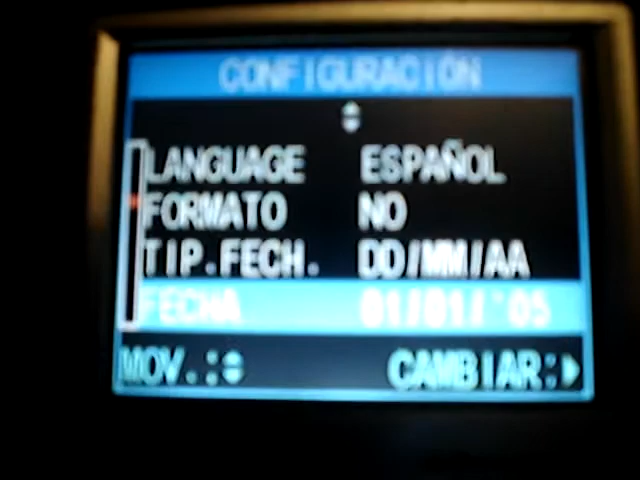 CONFIGURACIÓN
LANGUAGE ESPAÑOL
FORMATO NO
TIP.FECH. DD/MM/AA
FECHA 01/01/'05
MOV.: CAMBIAR: